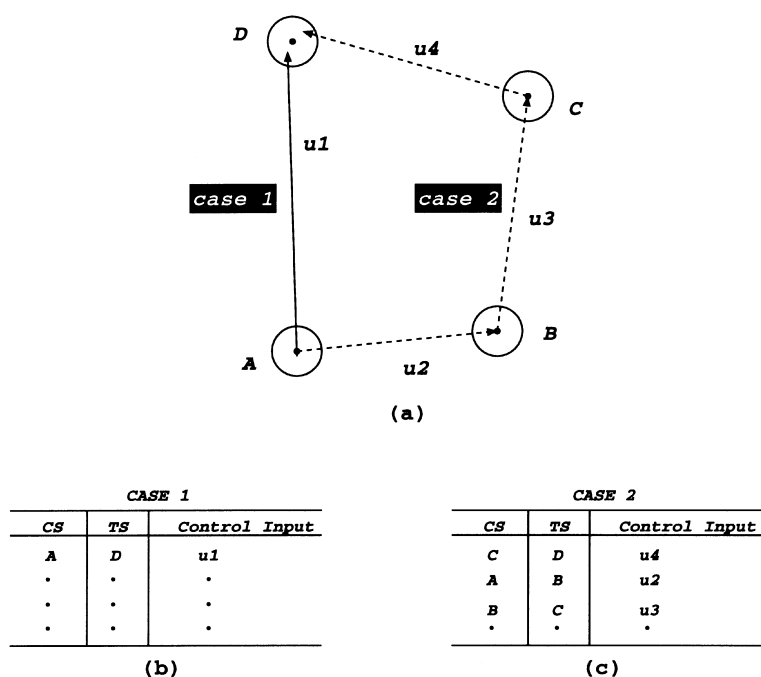 D
u4
C
u1
case 1
case 2
u3
A
B
u2
(a)
CASE 1
CS TS Control Input
A D u1
. . .
. . .
. . .
(b)
CASE 2
CS TS Control Input
C D u4
A B u2
B C u3
. . .
(c)